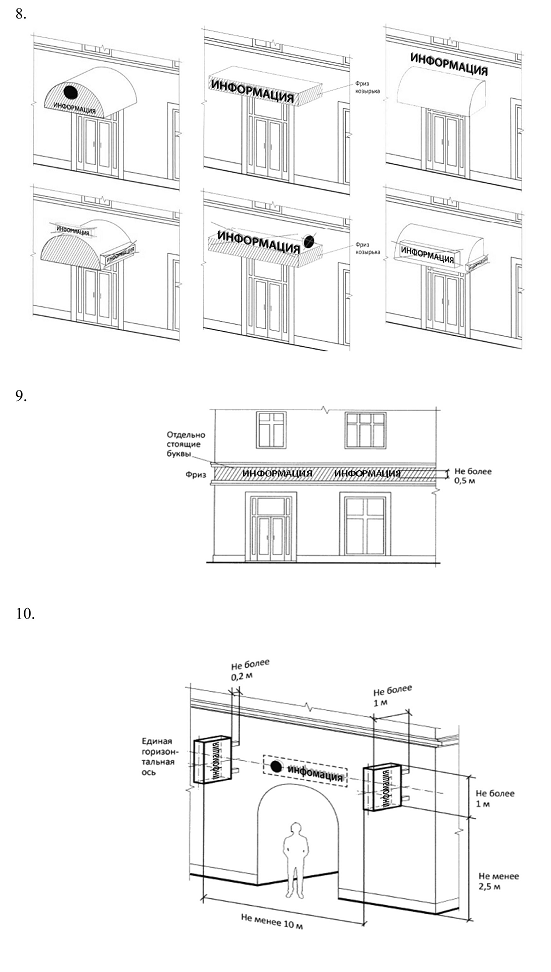 8.
ИНФОРМАЦИЯ
ИНФОРМАЦИЯ
Фриз
козырька
ИНФОРМАЦИЯ
ИНФОРМАЦИЯ
ИНФОРМАЦИЯ
ИНФОРМАЦИЯ
Фриз
козырька
ИНФОРМАЦИЯ
ИНФОРМАЦИЯ
9.
Отдельно
стоящие
буквы
Фриз
ИНФОРМАЦИЯ ИНФОРМАЦИЯ
Не более
0,5 м
10.
Не более
0,2 м
Не более
1 м
Единая
горизон-
тальная
ось
информация
инфомация
информация
Не более
1 м
Не менее
2,5 м
Не менее 10 м